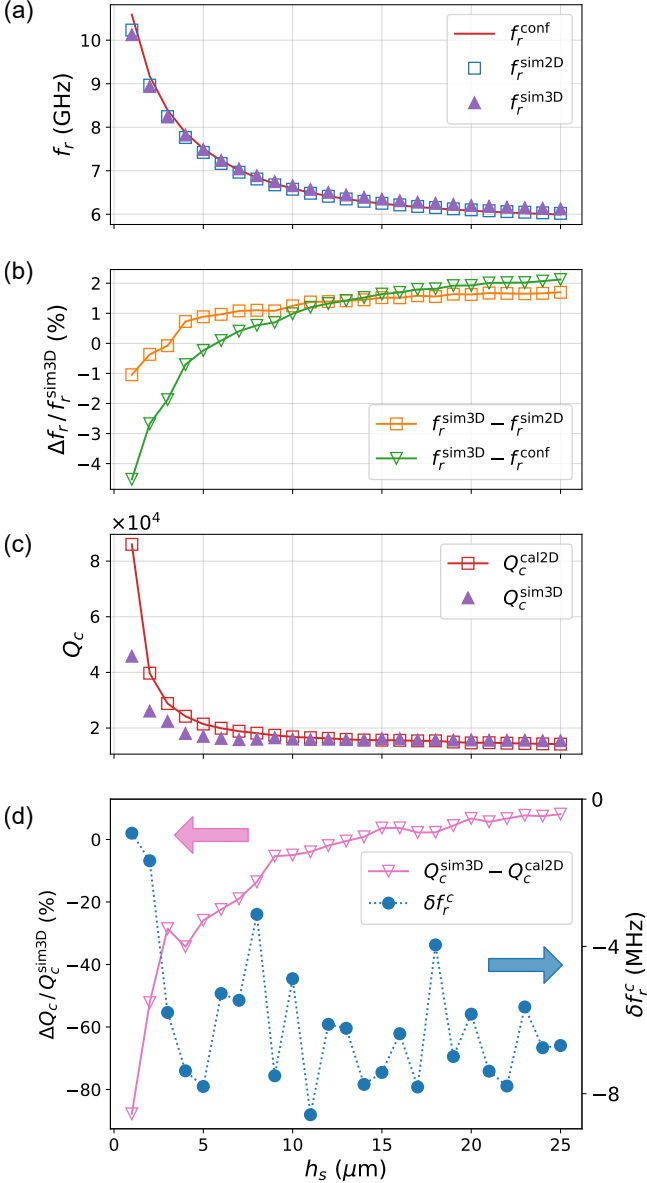 (a)
10
9
8
7
6
f_r (GHz)
f_r^conf
f_r^sim2D
f_r^sim3D
(b)
2
1
0
−1
−2
−3
−4
Δf_r / f_r^sim3D (%)
f_r^sim3D − f_r^sim2D
f_r^sim3D − f_r^conf
(c)
×10^4
8
6
4
2
Q_c
Q_c^cal2D
Q_c^sim3D
(d)
0
−20
−40
−60
−80
ΔQ_c / Q_c^sim3D (%)
Q_c^sim3D − Q_c^cal2D
δf_r^c
0
−4
−8
δf_r^c (MHz)
0 5 10 15 20 25
h_s (μm)